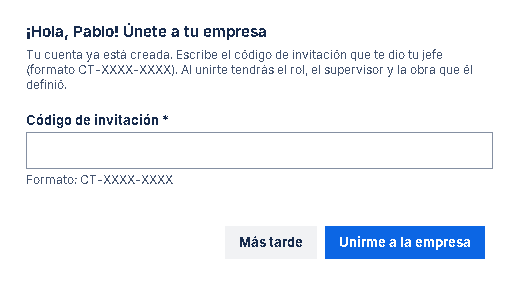 ¡Hola, Pablo! Únete a tu empresa
Tu cuenta ya está creada. Escribe el código de invitación que te dio tu jefe
(formato CT-XXXX-XXXX). Al unirte tendrás el rol, el supervisor y la obra que él
definió.
Código de invitación *
Formato: CT-XXXX-XXXX
Más tarde
Unirme a la empresa